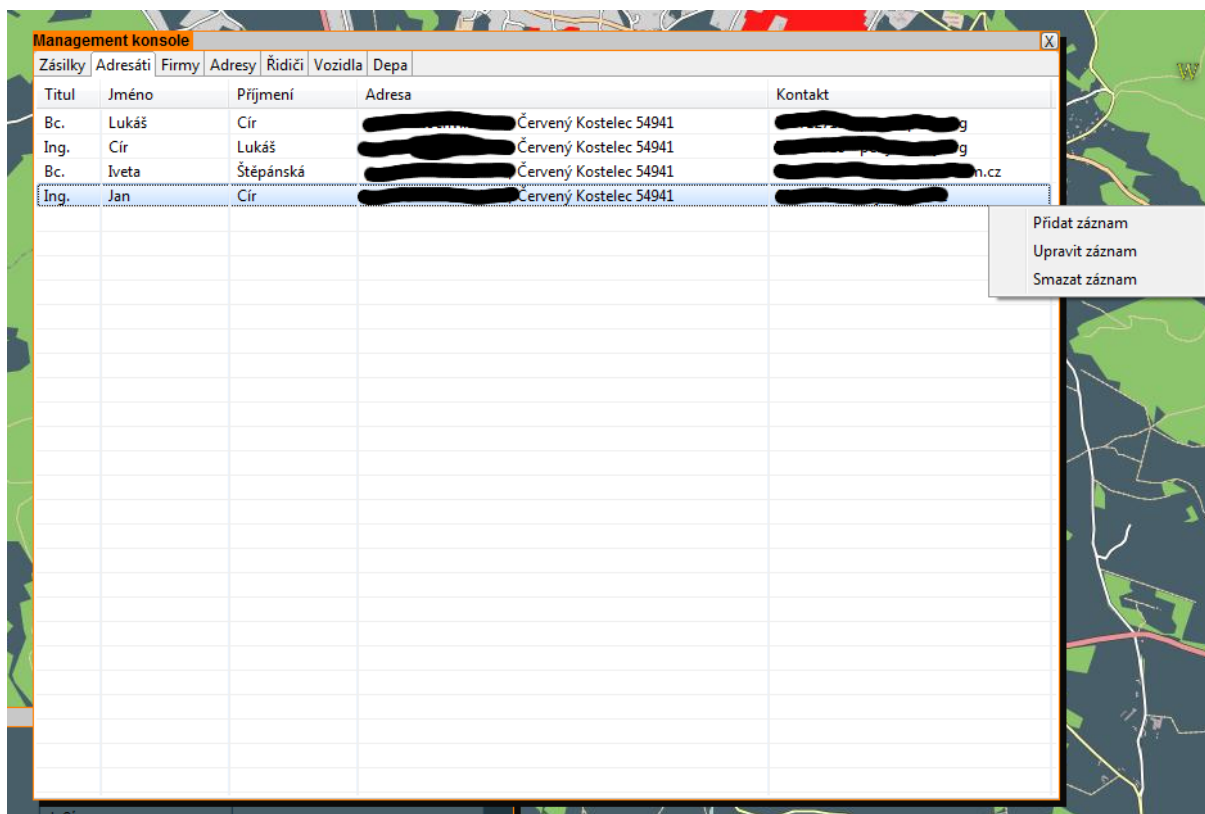 Management konsole X
Zásilky Adresáti Firmy Adresy Řidiči Vozidla Depa
Titul Jméno Příjmení Adresa Kontakt
Bc. Lukáš Cír Červený Kostelec 54941
Ing. Cír Lukáš Červený Kostelec 54941
Bc. Iveta Štěpánská Červený Kostelec 54941
Ing. Jan Cír Červený Kostelec 54941
Přidat záznam
Upravit záznam
Smazat záznam
W